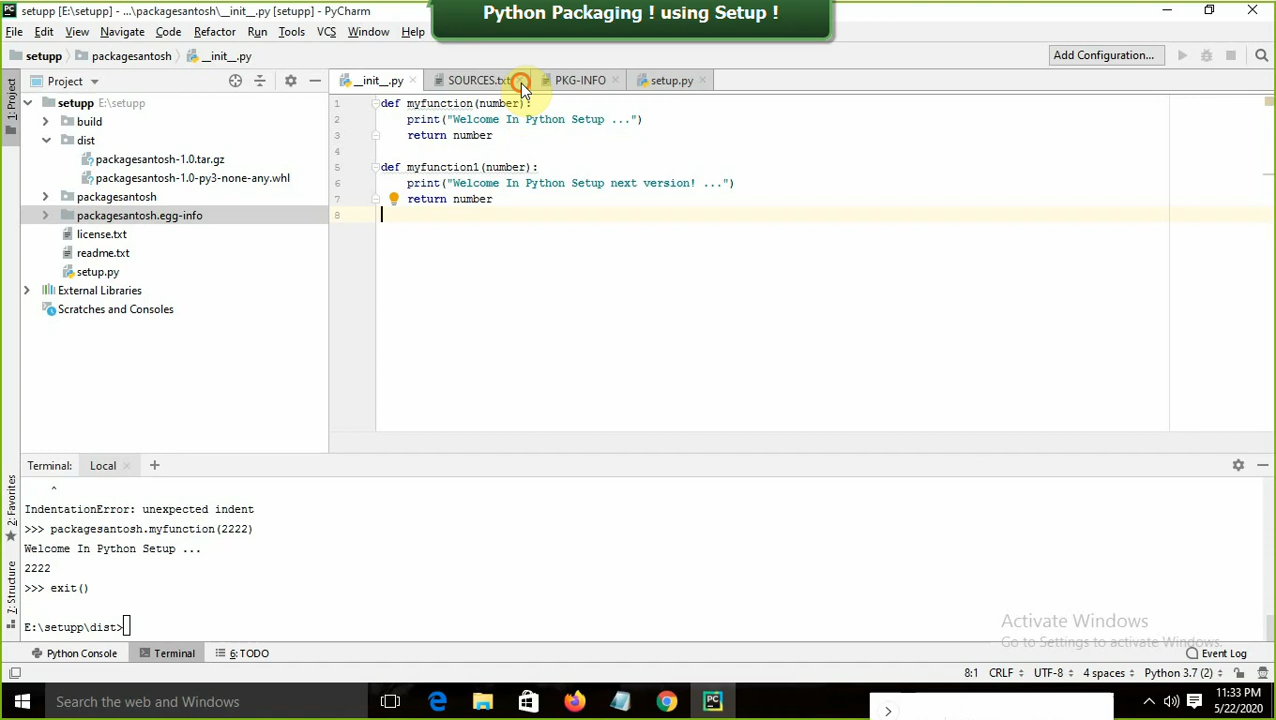 setupp [E:\setupp] - ...\packagesantosh\__init__.py [setupp] - PyCharm
Python Packaging ! using Setup !
File Edit View Navigate Code Refactor Run Tools VCS Window Help
setupp packagesantosh __init__.py Add Configuration...
1: Project
Project
__init__.py SOURCES.txt PKG-INFO setup.py
setupp E:\setupp
build
dist
packagesantosh-1.0.tar.gz
packagesantosh-1.0-py3-none-any.whl
packagesantosh
packagesantosh.egg-info
license.txt
readme.txt
setup.py
External Libraries
Scratches and Consoles
1 def myfunction(number):
2 print("Welcome In Python Setup ...")
3 return number
4
5 def myfunction1(number):
6 print("Welcome In Python Setup next version! ...")
7 return number
8
Terminal: Local +
2: Favorites
7: Structure
^
IndentationError: unexpected indent
>>> packagesantosh.myfunction(2222)
Welcome In Python Setup ...
2222
>>> exit()
E:\setupp\dist>
Activate Windows
Go to Settings to activate Windows.
Python Console Terminal 6: TODO Event Log
8:1 CRLF UTF-8 4 spaces Python 3.7 (2)
Search the web and Windows
11:33 PM
5/22/2020